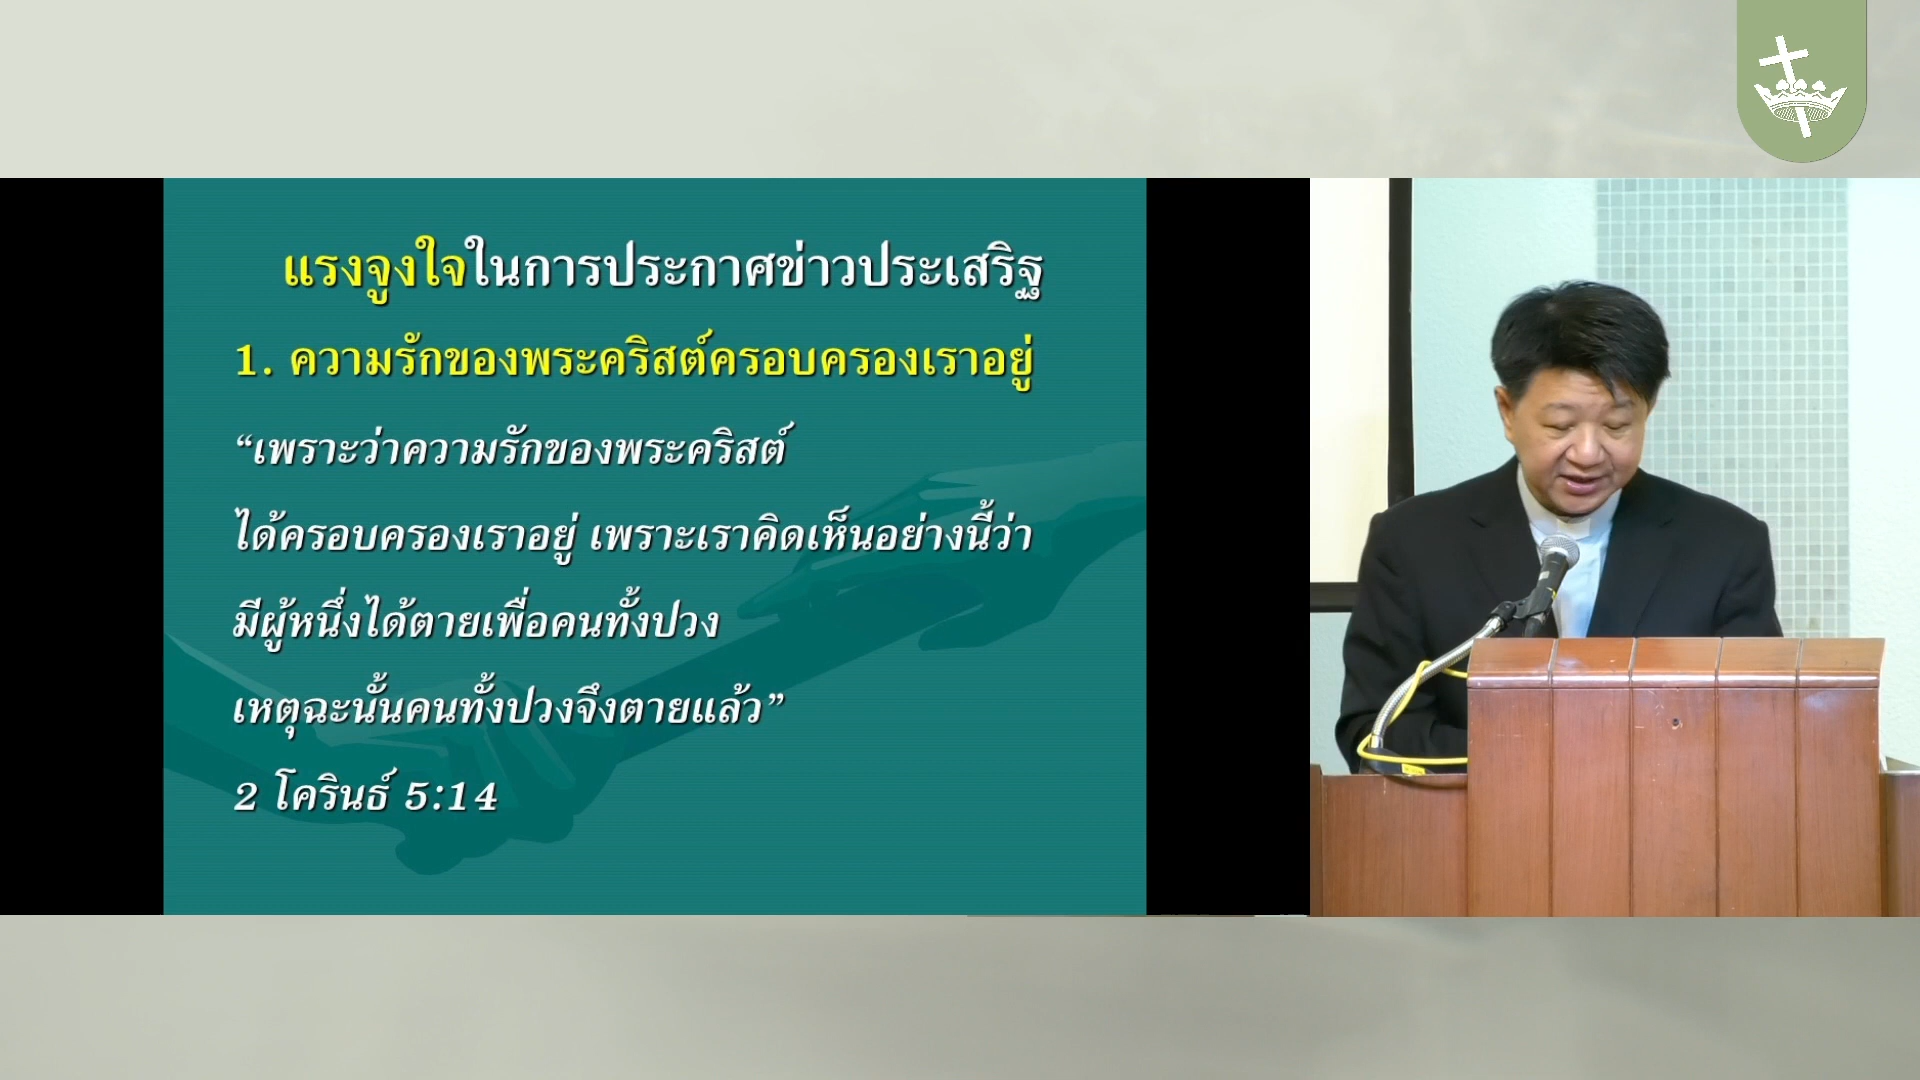 แรงจูงใจในการประกาศข่าวประเสริฐ
1. ความรักของพระคริสต์ครอบครองเราอยู่
“เพราะว่าความรักของพระคริสต์
ได้ครอบครองเราอยู่ เพราะเราคิดเห็นอย่างนี้ว่า
มีผู้หนึ่งได้ตายเพื่อคนทั้งปวง
เหตุฉะนั้นคนทั้งปวงจึงตายแล้ว”
2 โครินธ์ 5:14